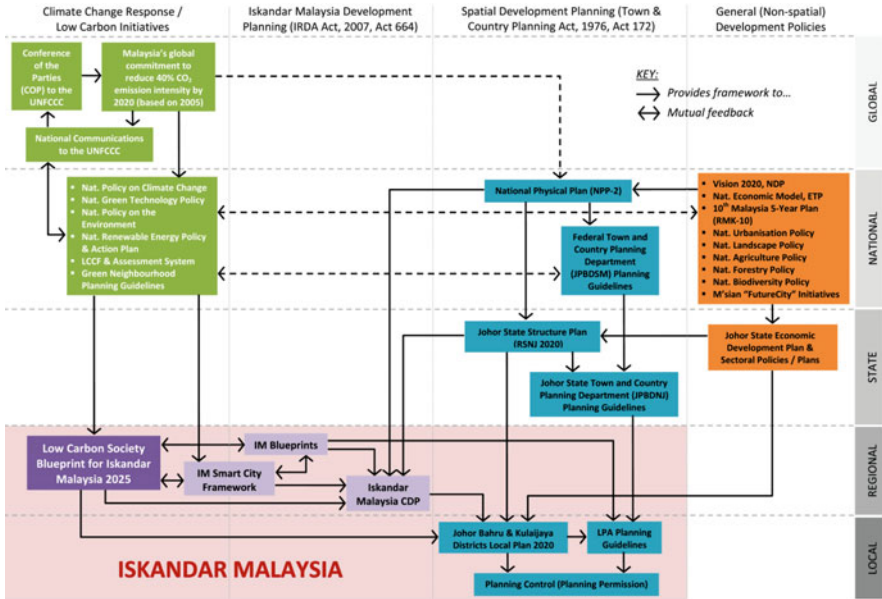 Climate Change Response /
Low Carbon Initiatives
Iskandar Malaysia Development
Planning (IRDA Act, 2007, Act 664)
Spatial Development Planning (Town &
Country Planning Act, 1976, Act 172)
General (Non-spatial)
Development Policies
Conference
of the
Parties
(COP) to the
UNFCCC
Malaysia's global
commitment to
reduce 40% CO₂
emission intensity by
2020 (based on 2005)
National Communications
to the UNFCCC
KEY:
Provides framework to...
Mutual feedback
GLOBAL
▪ Nat. Policy on Climate Change
▪ Nat. Green Technology Policy
▪ Nat. Policy on the
Environment
▪ Nat. Renewable Energy Policy
& Action Plan
▪ LCCF & Assessment System
▪ Green Neighbourhood
Planning Guidelines
National Physical Plan (NPP-2)
Federal Town and
Country Planning
Department
(JPBDSM) Planning
Guidelines
▪ Vision 2020, NDP
▪ Nat. Economic Model, ETP
▪ 10th Malaysia 5-Year Plan
(RMK-10)
▪ Nat. Urbanisation Policy
▪ Nat. Landscape Policy
▪ Nat. Agriculture Policy
▪ Nat. Forestry Policy
▪ Nat. Biodiversity Policy
▪ M'sian "FutureCity" Initiatives
NATIONAL
Johor State Structure Plan
(RSNJ 2020)
Johor State Economic
Development Plan &
Sectoral Policies / Plans
Johor State Town and Country
Planning Department (JPBDNJ)
Planning Guidelines
STATE
Low Carbon Society
Blueprint for Iskandar
Malaysia 2025
IM Blueprints
IM Smart City
Framework
Iskandar
Malaysia CDP
REGIONAL
Johor Bahru & Kulaijaya
Districts Local Plan 2020
LPA Planning
Guidelines
Planning Control (Planning Permission)
ISKANDAR MALAYSIA
LOCAL